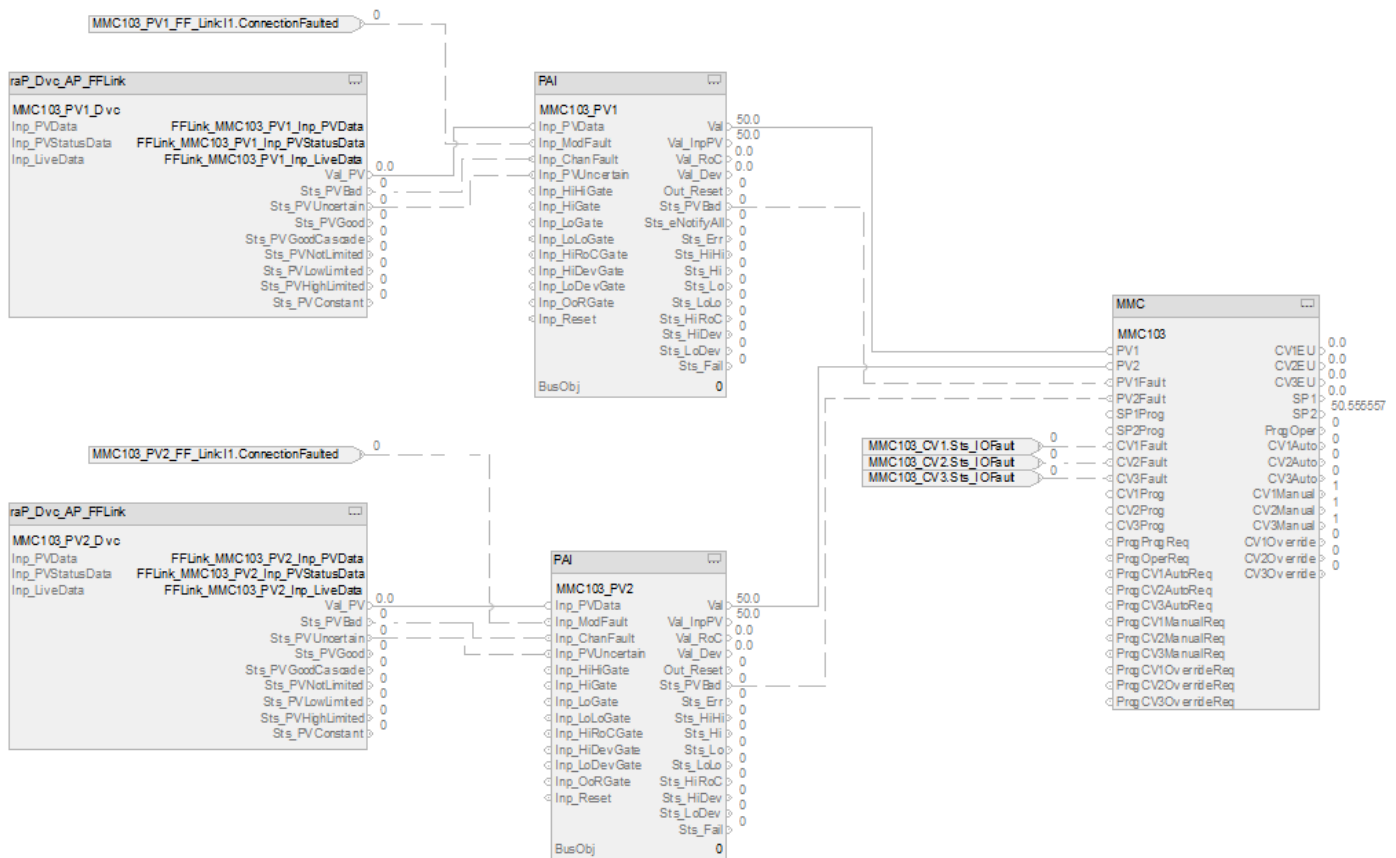 MMC103_PV1_FF_Link:I1.ConnectionFaulted
0
raP_Dvc_AP_FFLink
MMC103_PV1_Dvc
Inp_PVData FFLink_MMC103_PV1_Inp_PVData
Inp_PVStatusData FFLink_MMC103_PV1_Inp_PVStatusData
Inp_LiveData FFLink_MMC103_PV1_Inp_LiveData
Val_PV 0.0
Sts_PVBad 0
Sts_PVUncertain 0
Sts_PVGood 0
Sts_PVGoodCascade 0
Sts_PVNotLimited 0
Sts_PVLowLimited 0
Sts_PVHighLimited 0
Sts_PVConstant 0
PAI
MMC103_PV1
Inp_PVData Val 50.0
Inp_ModFault Val_InpPV 50.0
Inp_ChanFault Val_RoC 0.0
Inp_PVUncertain Val_Dev 0.0
Inp_HiHiGate Out_Reset 0
Inp_HiGate Sts_PVBad 0
Inp_LoGate Sts_eNotifyAll 0
Inp_LoLoGate Sts_Err 0
Inp_HiRoCGate Sts_HiHi 0
Inp_HiDevGate Sts_Hi 0
Inp_LoDevGate Sts_Lo 0
Inp_OoRGate Sts_LoLo 0
Inp_Reset Sts_HiRoC 0
Sts_HiDev 0
Sts_LoDev 0
Sts_Fail 0
BusObj 0
MMC103_PV2_FF_Link:I1.ConnectionFaulted
0
raP_Dvc_AP_FFLink
MMC103_PV2_Dvc
Inp_PVData FFLink_MMC103_PV2_Inp_PVData
Inp_PVStatusData FFLink_MMC103_PV2_Inp_PVStatusData
Inp_LiveData FFLink_MMC103_PV2_Inp_LiveData
Val_PV 0.0
Sts_PVBad 0
Sts_PVUncertain 0
Sts_PVGood 0
Sts_PVGoodCascade 0
Sts_PVNotLimited 0
Sts_PVLowLimited 0
Sts_PVHighLimited 0
Sts_PVConstant 0
PAI
MMC103_PV2
Inp_PVData Val 50.0
Inp_ModFault Val_InpPV 50.0
Inp_ChanFault Val_RoC 0.0
Inp_PVUncertain Val_Dev 0.0
Inp_HiHiGate Out_Reset 0
Inp_HiGate Sts_PVBad 0
Inp_LoGate Sts_Err 0
Inp_LoLoGate Sts_HiHi 0
Inp_HiRoCGate Sts_Hi 0
Inp_HiDevGate Sts_Lo 0
Inp_LoDevGate Sts_LoLo 0
Inp_OoRGate Sts_HiRoC 0
Inp_Reset Sts_HiDev 0
Sts_LoDev 0
Sts_Fail 0
BusObj 0
MMC103_CV1.Sts_IOFault 0
MMC103_CV2.Sts_IOFault 0
MMC103_CV3.Sts_IOFault 0
MMC
MMC103
PV1 CV1EU 0.0
PV2 CV2EU 0.0
PV1Fault CV3EU 0.0
PV2Fault SP1 0.0
SP1Prog SP2 50.555557
SP2Prog ProgOper 0
CV1Fault CV1Auto 0
CV2Fault CV2Auto 0
CV3Fault CV3Auto 0
CV1Prog CV1Manual 1
CV2Prog CV2Manual 1
CV3Prog CV3Manual 1
ProgProgReq CV1Override 0
ProgOperReq CV2Override 0
ProgCV1AutoReq CV3Override 0
ProgCV2AutoReq
ProgCV3AutoReq
ProgCV1ManualReq
ProgCV2ManualReq
ProgCV3ManualReq
ProgCV1OverrideReq
ProgCV2OverrideReq
ProgCV3OverrideReq